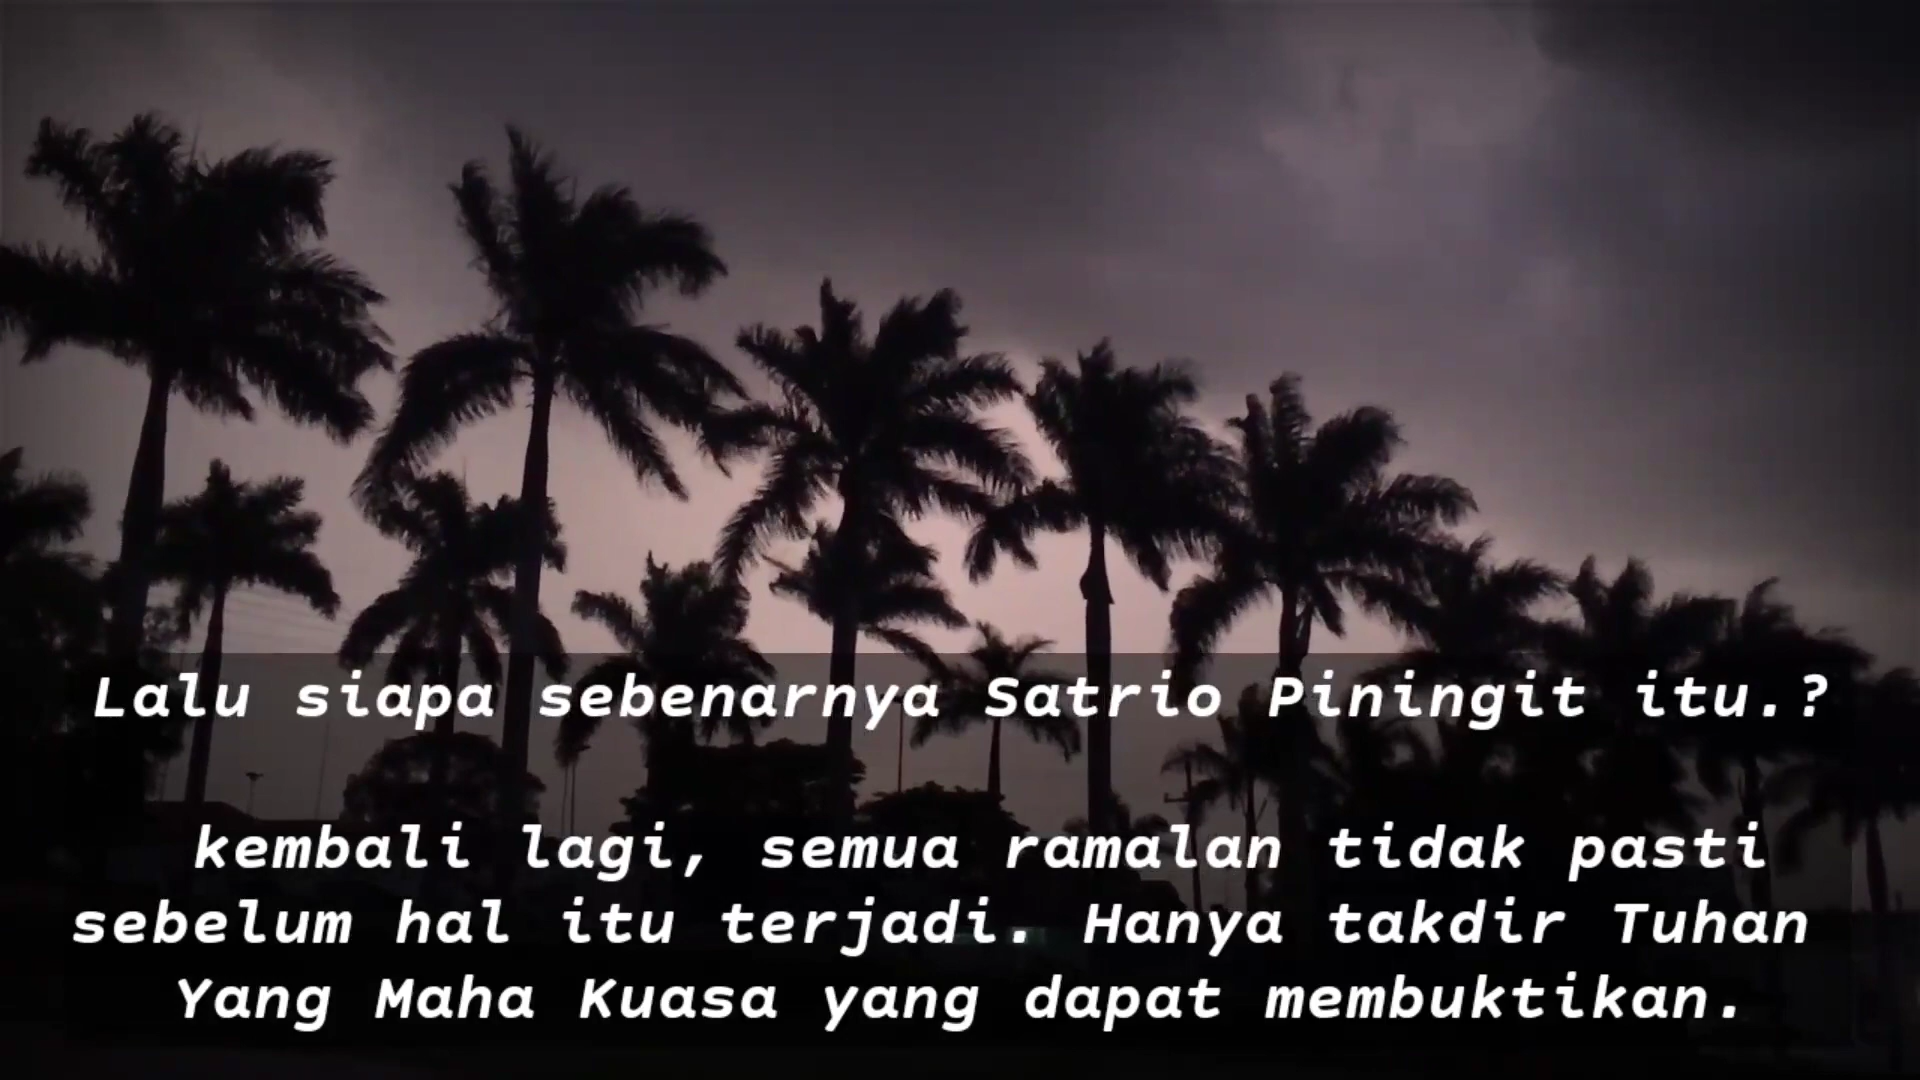 Lalu siapa sebenarnya Satrio Piningit itu.?
kembali lagi, semua ramalan tidak pasti
sebelum hal itu terjadi. Hanya takdir Tuhan
Yang Maha Kuasa yang dapat membuktikan.